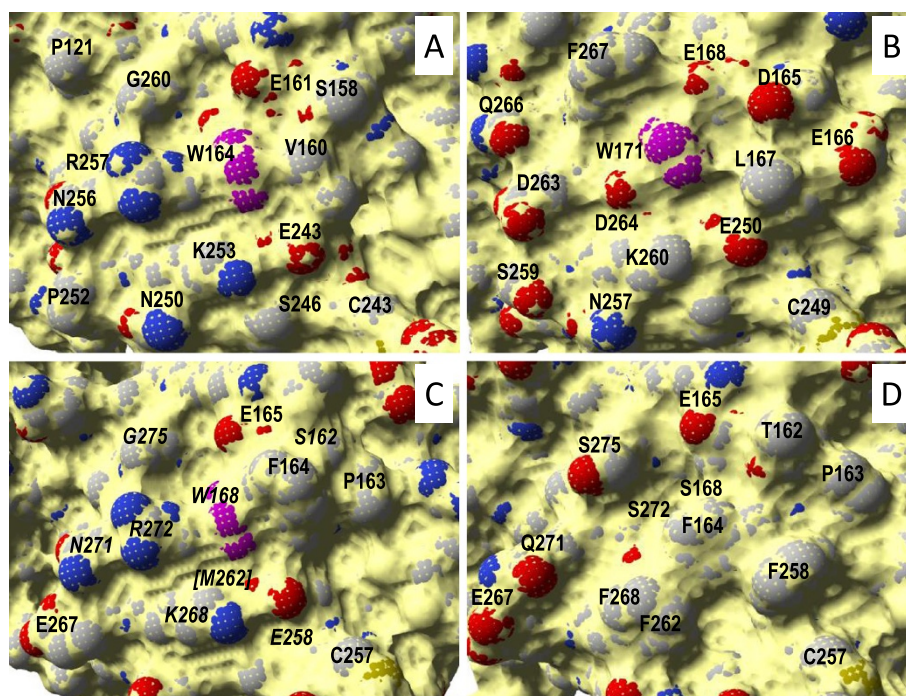 A
P121
G260
E161
S158
R257
W164
V160
N256
K253
E243
P252
N250
S246
C243
B
F267
E168
D165
Q266
E166
W171
L167
D263
D264
E250
K260
S259
N257
C249
C
E165
G275
S162
F164
W168
P163
R272
N271
[M262]
K268
E267
E258
C257
D
E165
T162
S275
P163
S168
S272
F164
Q271
F258
E267
F268
F262
C257